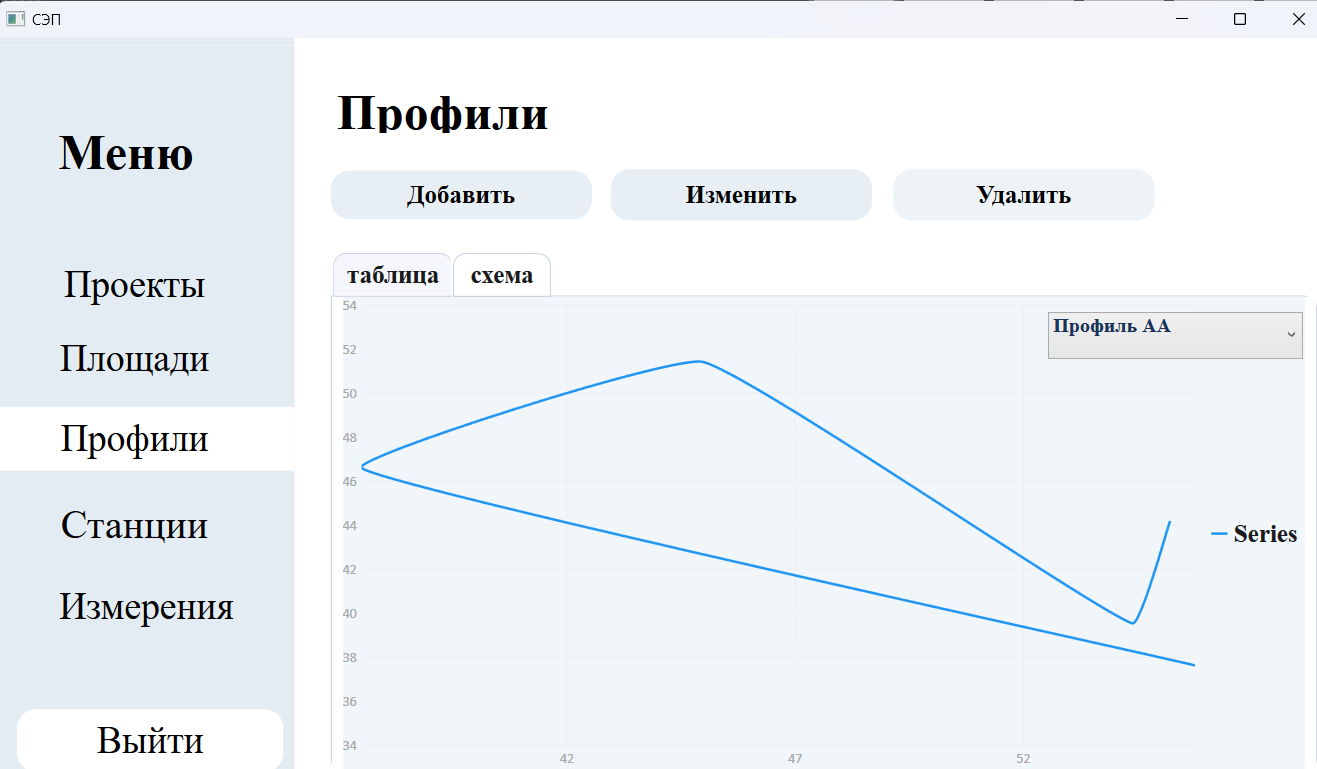 СЭП
Меню
Проекты
Площади
Профили
Станции
Измерения
Выйти
Профили
Добавить
Изменить
Удалить
таблица
схема
Профиль АА
54
52
50
48
46
44
42
40
38
36
34
42
47
52
Series